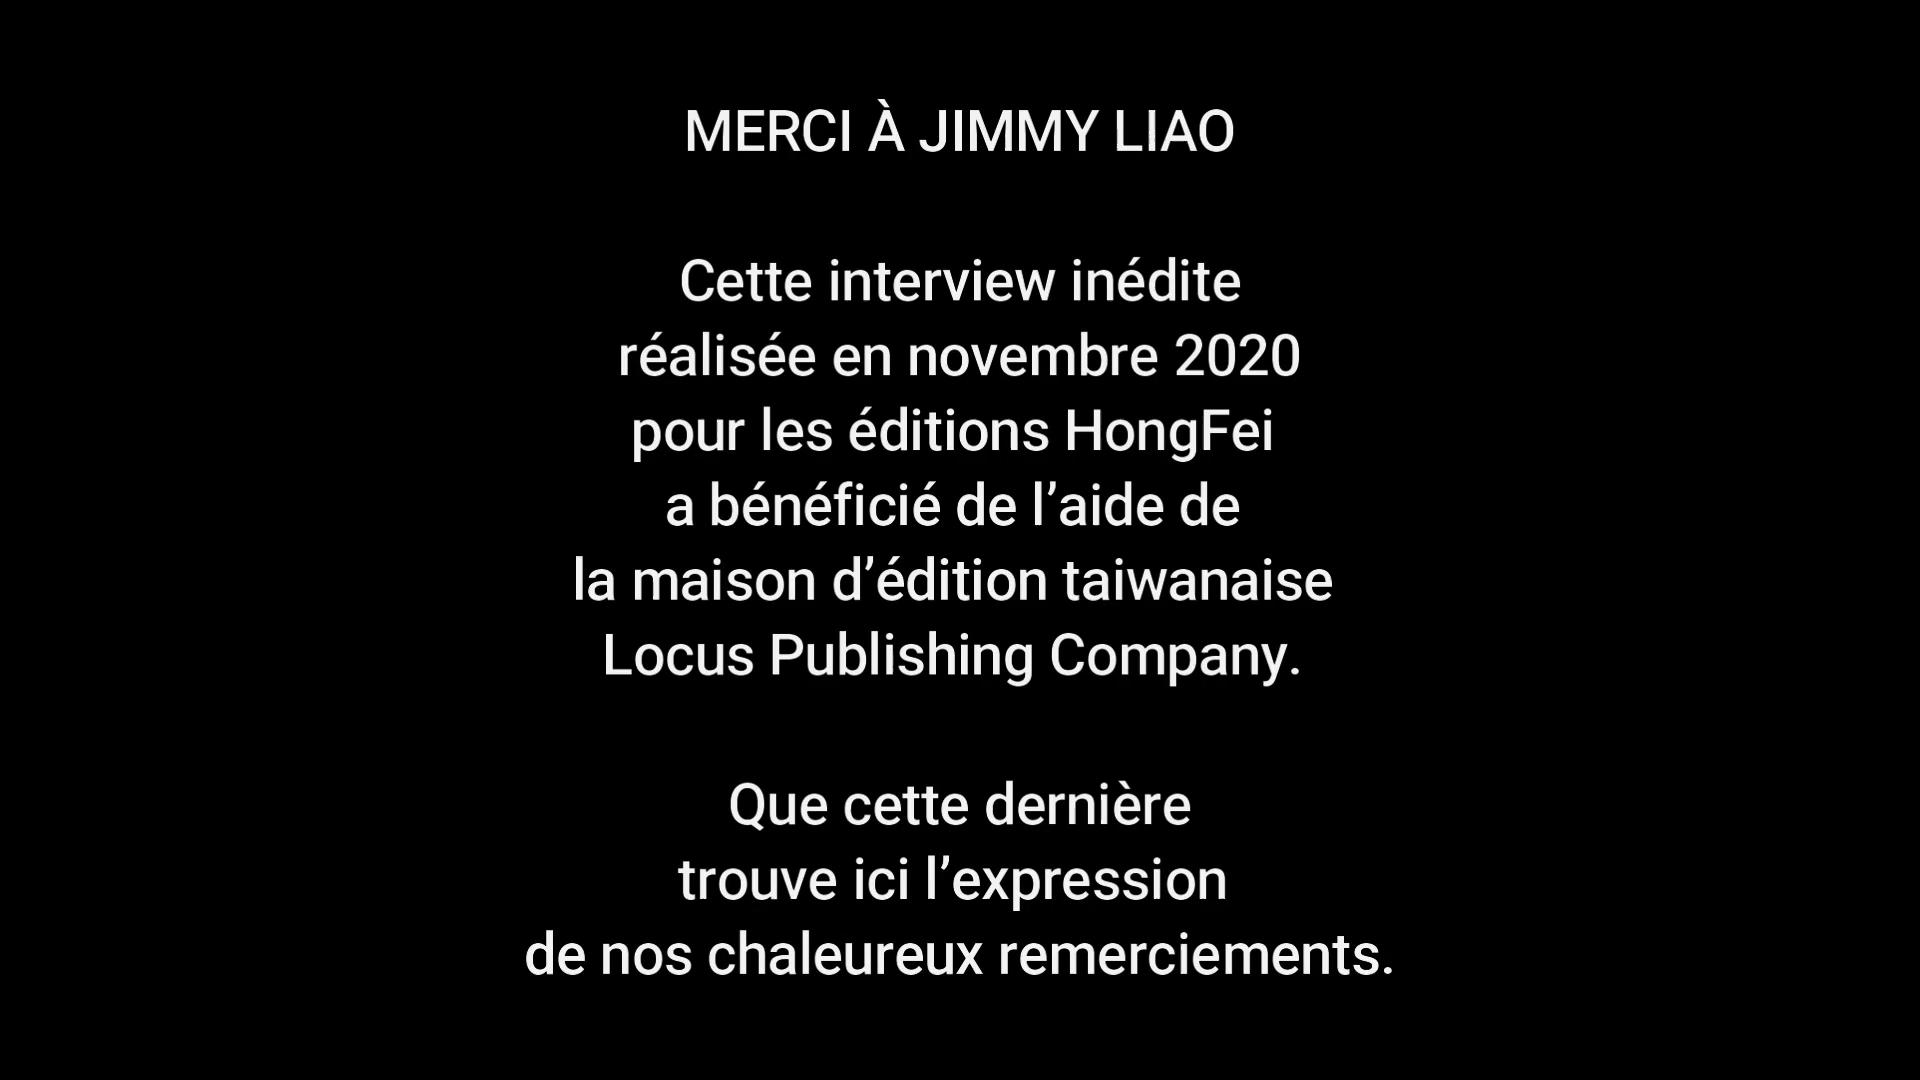 MERCI À JIMMY LIAO
Cette interview inédite
réalisée en novembre 2020
pour les éditions HongFei
a bénéficié de l’aide de
la maison d’édition taiwanaise
Locus Publishing Company.
Que cette dernière
trouve ici l’expression
de nos chaleureux remerciements.